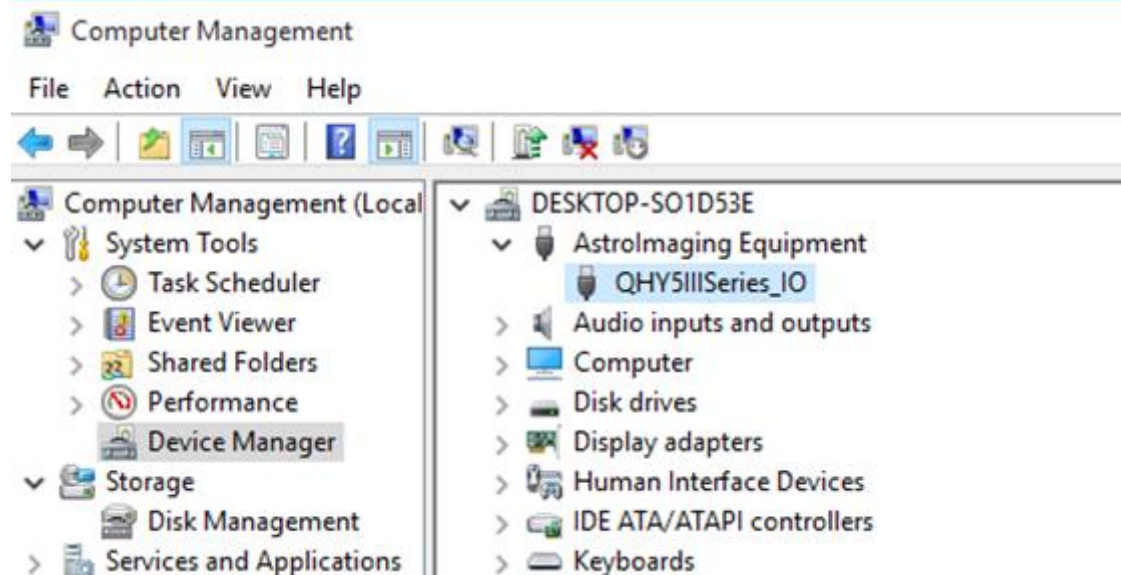 Computer Management
File Action View Help
Computer Management (Local
System Tools
Task Scheduler
Event Viewer
Shared Folders
Performance
Device Manager
Storage
Disk Management
Services and Applications
DESKTOP-SO1D53E
AstroImaging Equipment
QHY5IIISeries_IO
Audio inputs and outputs
Computer
Disk drives
Display adapters
Human Interface Devices
IDE ATA/ATAPI controllers
Keyboards